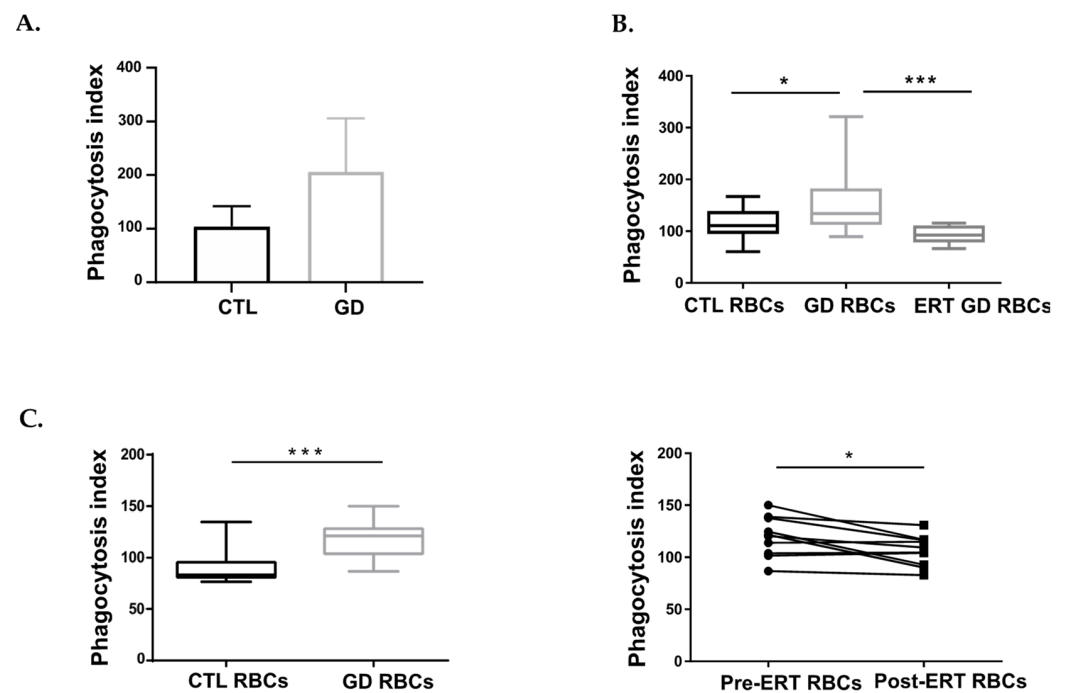 A.
Phagocytosis index
400
300
200
100
0
CTL
GD
B.
Phagocytosis index
400
300
200
100
0
*
***
CTL RBCs
GD RBCs
ERT GD RBCs
C.
Phagocytosis index
200
150
100
50
0
***
CTL RBCs
GD RBCs
Phagocytosis index
200
150
100
50
0
*
Pre-ERT RBCs
Post-ERT RBCs